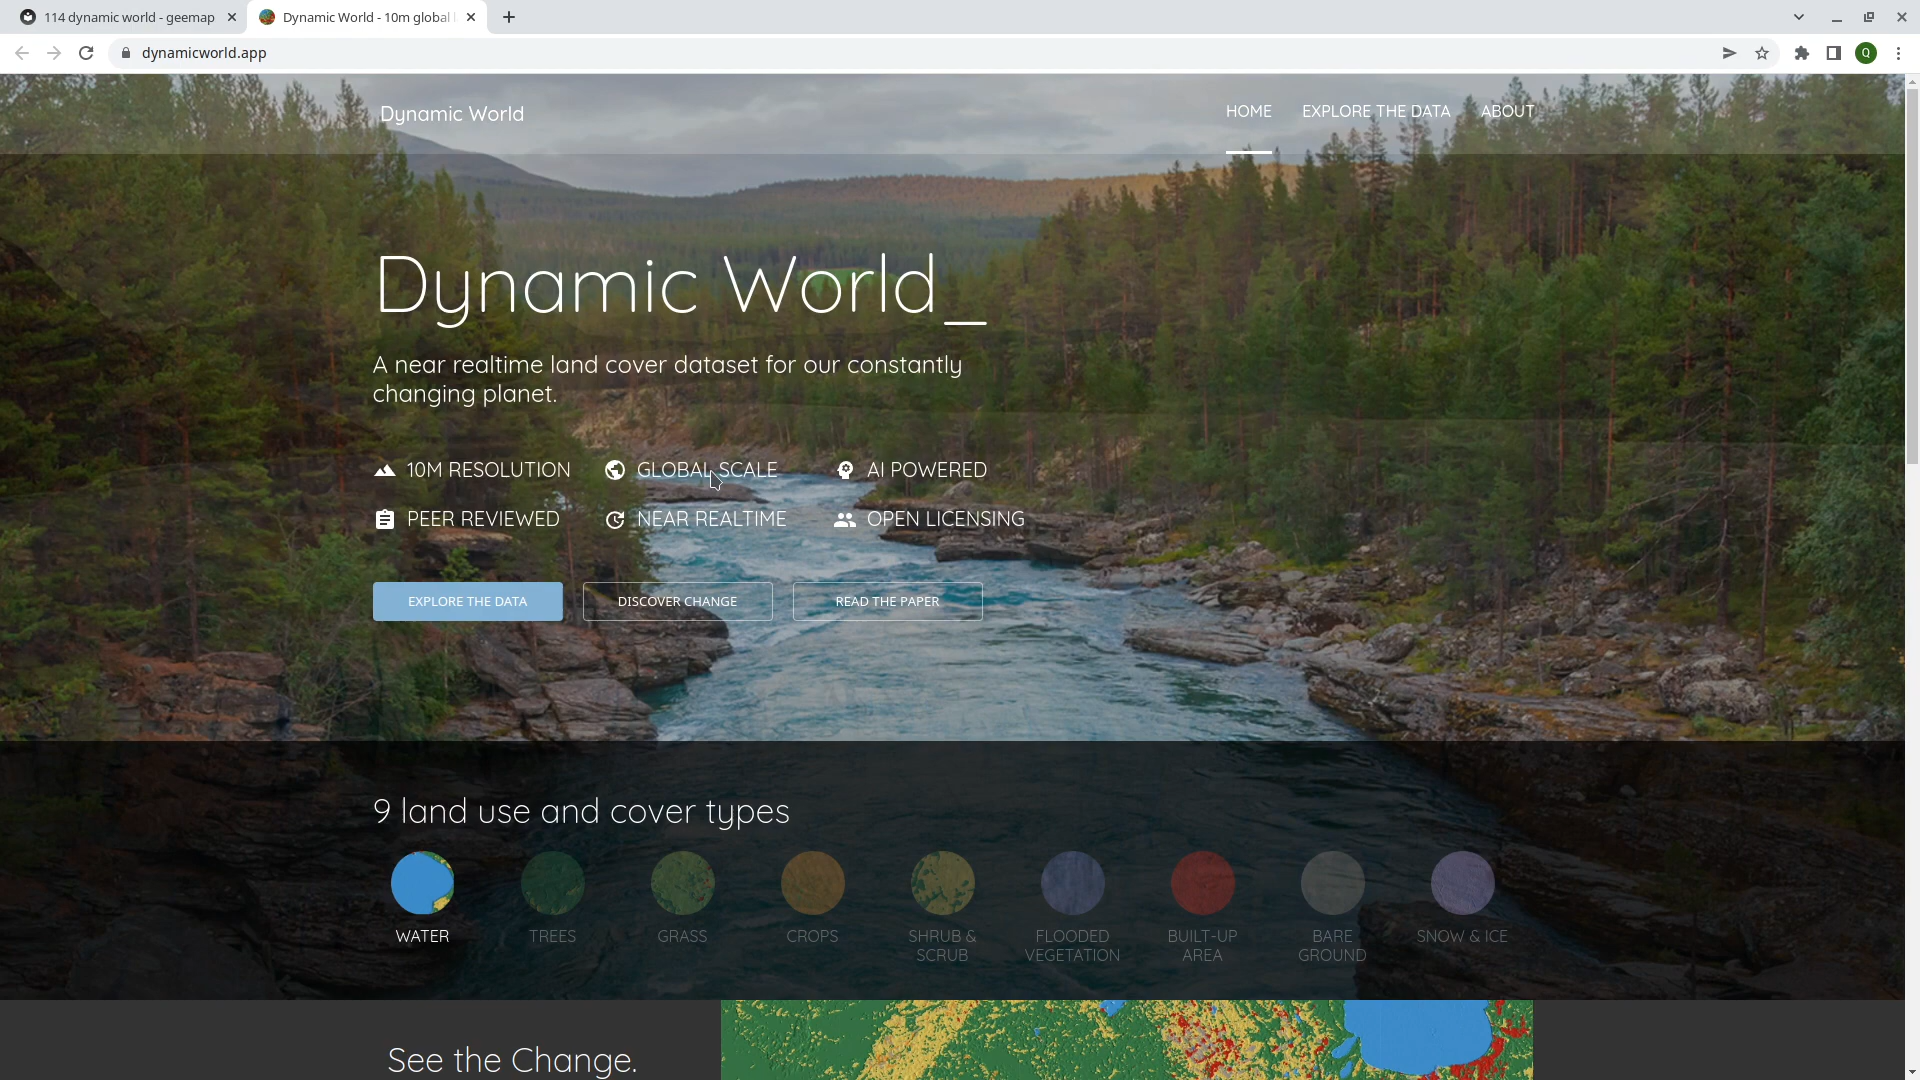 114 dynamic world - geemap
Dynamic World - 10m global
dynamicworld.app
Q
Dynamic World
HOME
EXPLORE THE DATA
ABOUT
Dynamic World_
A near realtime land cover dataset for our constantly
changing planet.
10M RESOLUTION
GLOBAL SCALE
AI POWERED
PEER REVIEWED
NEAR REALTIME
OPEN LICENSING
EXPLORE THE DATA
DISCOVER CHANGE
READ THE PAPER
9 land use and cover types
WATER
TREES
GRASS
CROPS
SHRUB &
SCRUB
FLOODED
VEGETATION
BUILT-UP
AREA
BARE
GROUND
SNOW & ICE
See the Change.